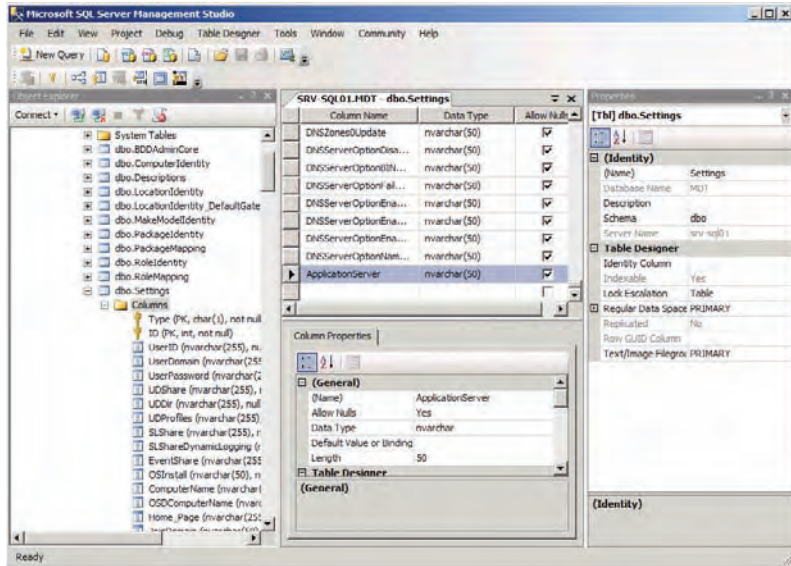 Microsoft SQL Server Management Studio
File Edit View Project Debug Table Designer Tools Window Community Help
New Query
Object Explorer
Connect
System Tables
dbo.BDDAdminCore
dbo.ComputerIdentity
dbo.Descriptions
dbo.LocationIdentity
dbo.LocationIdentity_DefaultGate
dbo.MakeModelIdentity
dbo.PackageIdentity
dbo.PackageMapping
dbo.RoleIdentity
dbo.RoleMapping
dbo.Settings
Columns
Type (PK, char(1), not null
ID (PK, int, not null)
UserID (nvarchar(255), nu
UserDomain (nvarchar(255
UserPassword (nvarchar(2
UDShare (nvarchar(255), r
UDDir (nvarchar(255), null
UDProfiles (nvarchar(255)
SLShare (nvarchar(255), n
SLShareDynamicLogging (r
EventShare (nvarchar(255
OSInstall (nvarchar(50), n
ComputerName (nvarchar(
OSDComputerName (nvarc
Home_Page (nvarchar(255
JoinDomain (nvarchar(50)
SRV-SQL01.MDT - dbo.Settings
Column Name Data Type Allow Nulls
DNSZones0Update nvarchar(50)
DNSServerOptionDisa... nvarchar(50)
DNSServerOptionBIN... nvarchar(50)
DNSServerOptionFail... nvarchar(50)
DNSServerOptionEna... nvarchar(50)
DNSServerOptionEna... nvarchar(50)
DNSServerOptionEna... nvarchar(50)
DNSServerOptionNam... nvarchar(50)
ApplicationServer nvarchar(50)
Column Properties
(General)
(Name) ApplicationServer
Allow Nulls Yes
Data Type nvarchar
Default Value or Binding
Length 50
Table Designer
(General)
Properties
[Tbl] dbo.Settings
(Identity)
(Name) Settings
Database Name MDT
Description
Schema dbo
Server Name srv-sql01
Table Designer
Identity Column
Indexable Yes
Lock Escalation Table
Regular Data Space PRIMARY
Replicated No
Row GUID Column
Text/Image Filegrou PRIMARY
(Identity)
Ready